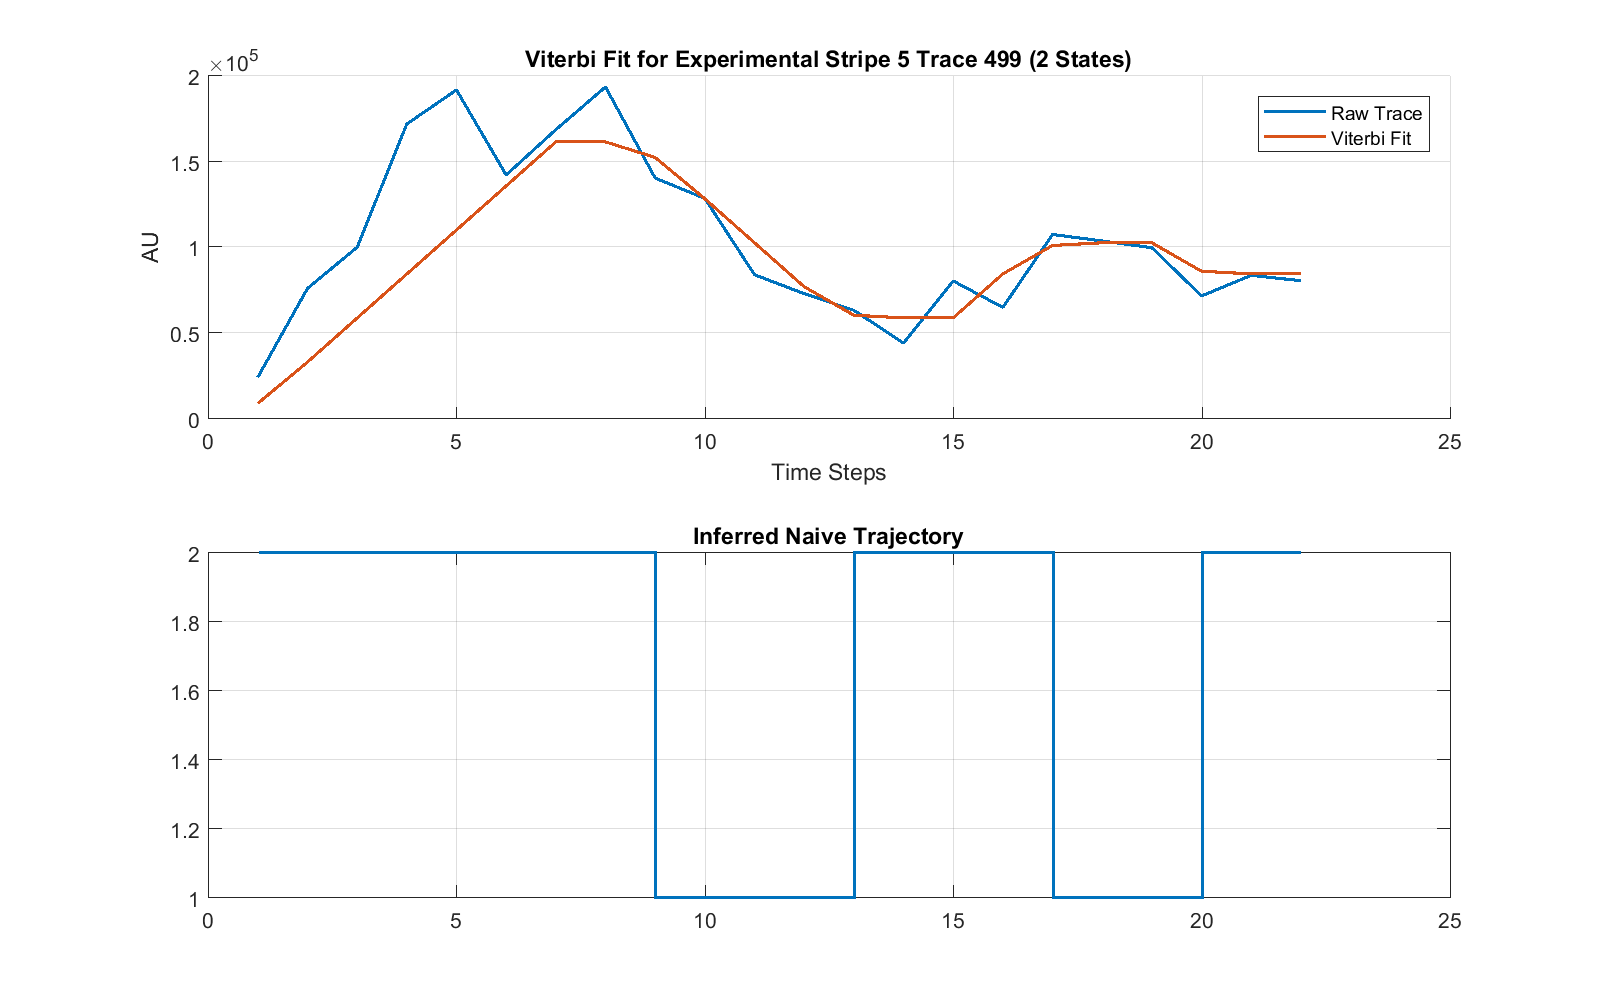 Viterbi Fit for Experimental Stripe 5 Trace 499 (2 States)
×10^5
2
1.5
1
0.5
0
AU
Raw Trace
Viterbi Fit
0 5 10 15 20 25
Time Steps
Inferred Naive Trajectory
2
1.8
1.6
1.4
1.2
1
0 5 10 15 20 25